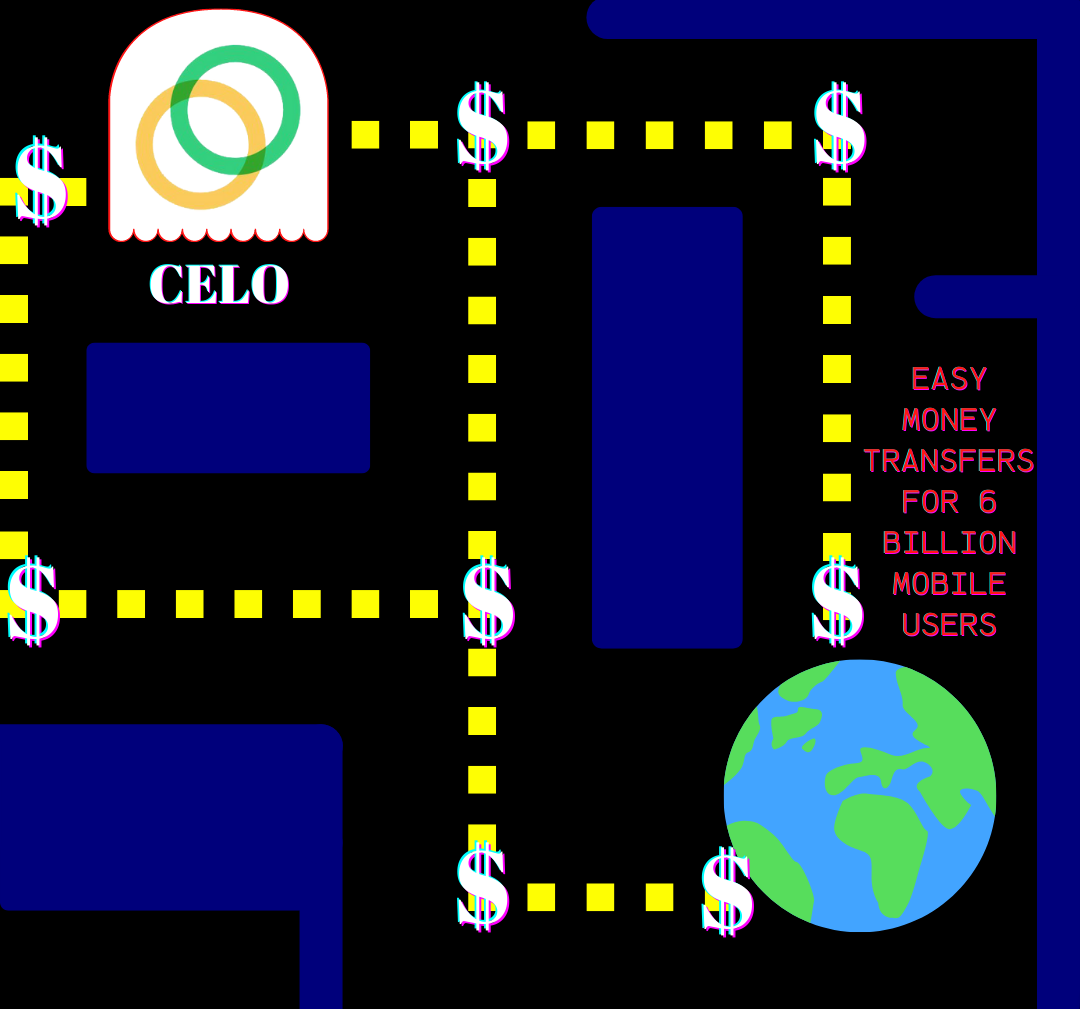 $
$
$
CELO
EASY
MONEY
TRANSFERS
FOR 6
BILLION
MOBILE
USERS
$
$
$
$
$